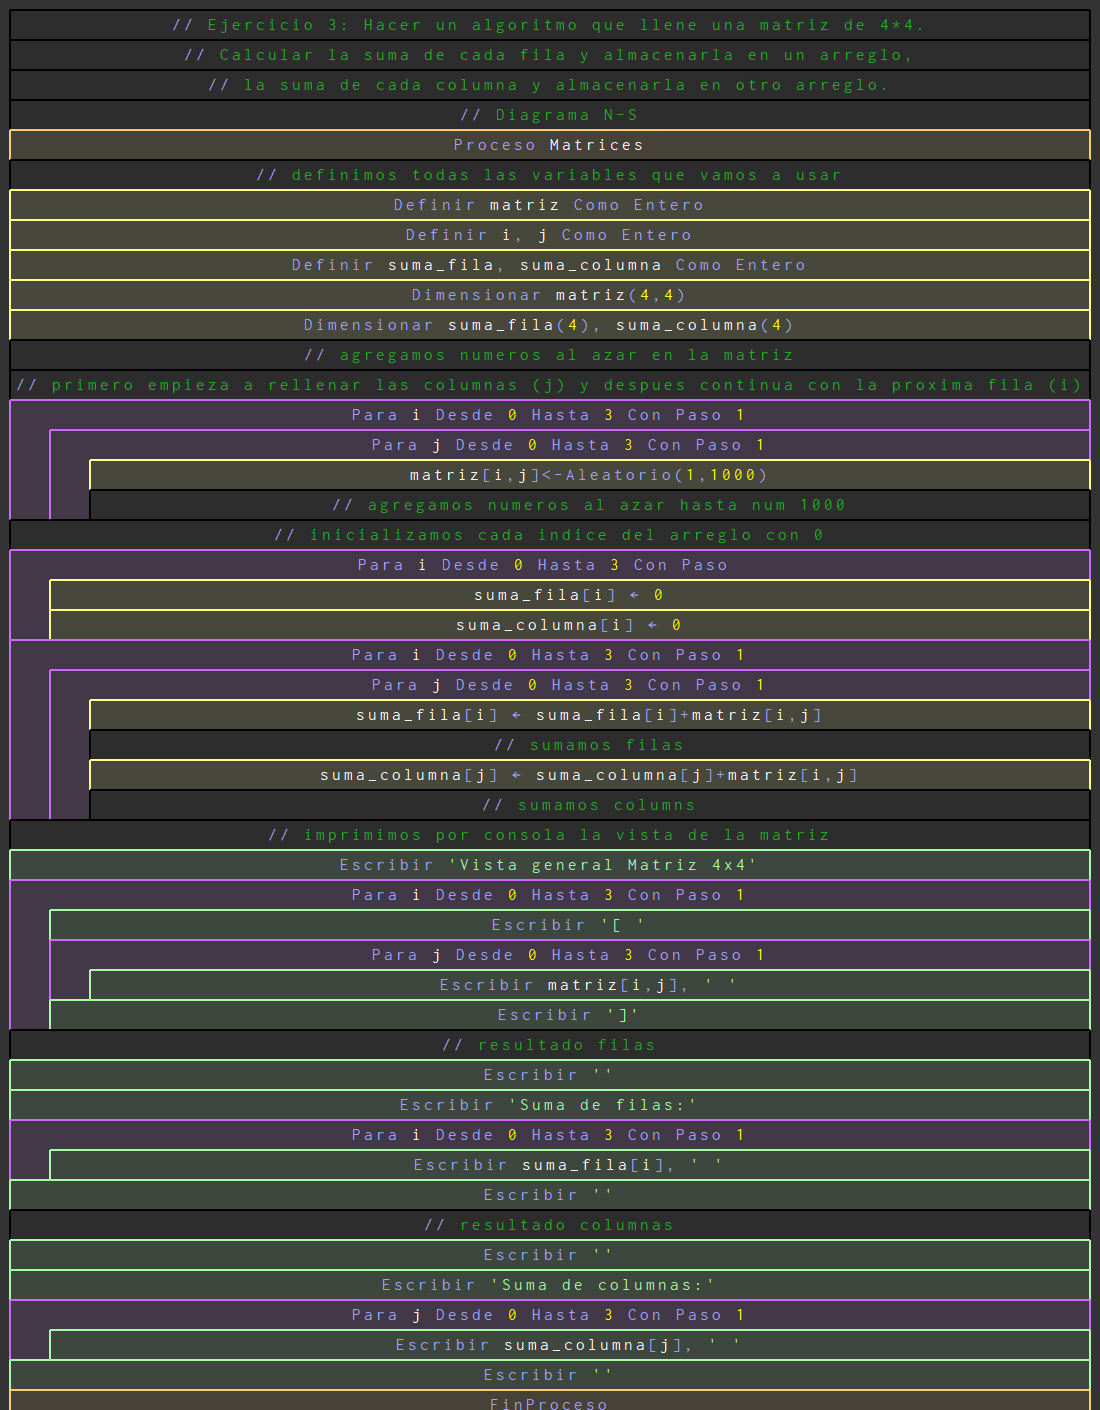 // Ejercicio 3: Hacer un algoritmo que llene una matriz de 4*4.
// Calcular la suma de cada fila y almacenarla en un arreglo,
// la suma de cada columna y almacenarla en otro arreglo.
// Diagrama N-S
Proceso Matrices
// definimos todas las variables que vamos a usar
Definir matriz Como Entero
Definir i, j Como Entero
Definir suma_fila, suma_columna Como Entero
Dimensionar matriz(4,4)
Dimensionar suma_fila(4), suma_columna(4)
// agregamos numeros al azar en la matriz
// primero empieza a rellenar las columnas (j) y despues continua con la proxima fila (i)
Para i Desde 0 Hasta 3 Con Paso 1
Para j Desde 0 Hasta 3 Con Paso 1
matriz[i,j]<-Aleatorio(1,1000)
// agregamos numeros al azar hasta num 1000
// inicializamos cada indice del arreglo con 0
Para i Desde 0 Hasta 3 Con Paso
suma_fila[i] ← 0
suma_columna[i] ← 0
Para i Desde 0 Hasta 3 Con Paso 1
Para j Desde 0 Hasta 3 Con Paso 1
suma_fila[i] ← suma_fila[i]+matriz[i,j]
// sumamos filas
suma_columna[j] ← suma_columna[j]+matriz[i,j]
// sumamos columns
// imprimimos por consola la vista de la matriz
Escribir 'Vista general Matriz 4x4'
Para i Desde 0 Hasta 3 Con Paso 1
Escribir '[ '
Para j Desde 0 Hasta 3 Con Paso 1
Escribir matriz[i,j], ' '
Escribir ']'
// resultado filas
Escribir ''
Escribir 'Suma de filas:'
Para i Desde 0 Hasta 3 Con Paso 1
Escribir suma_fila[i], ' '
Escribir ''
// resultado columnas
Escribir ''
Escribir 'Suma de columnas:'
Para j Desde 0 Hasta 3 Con Paso 1
Escribir suma_columna[j], ' '
Escribir ''
FinProceso